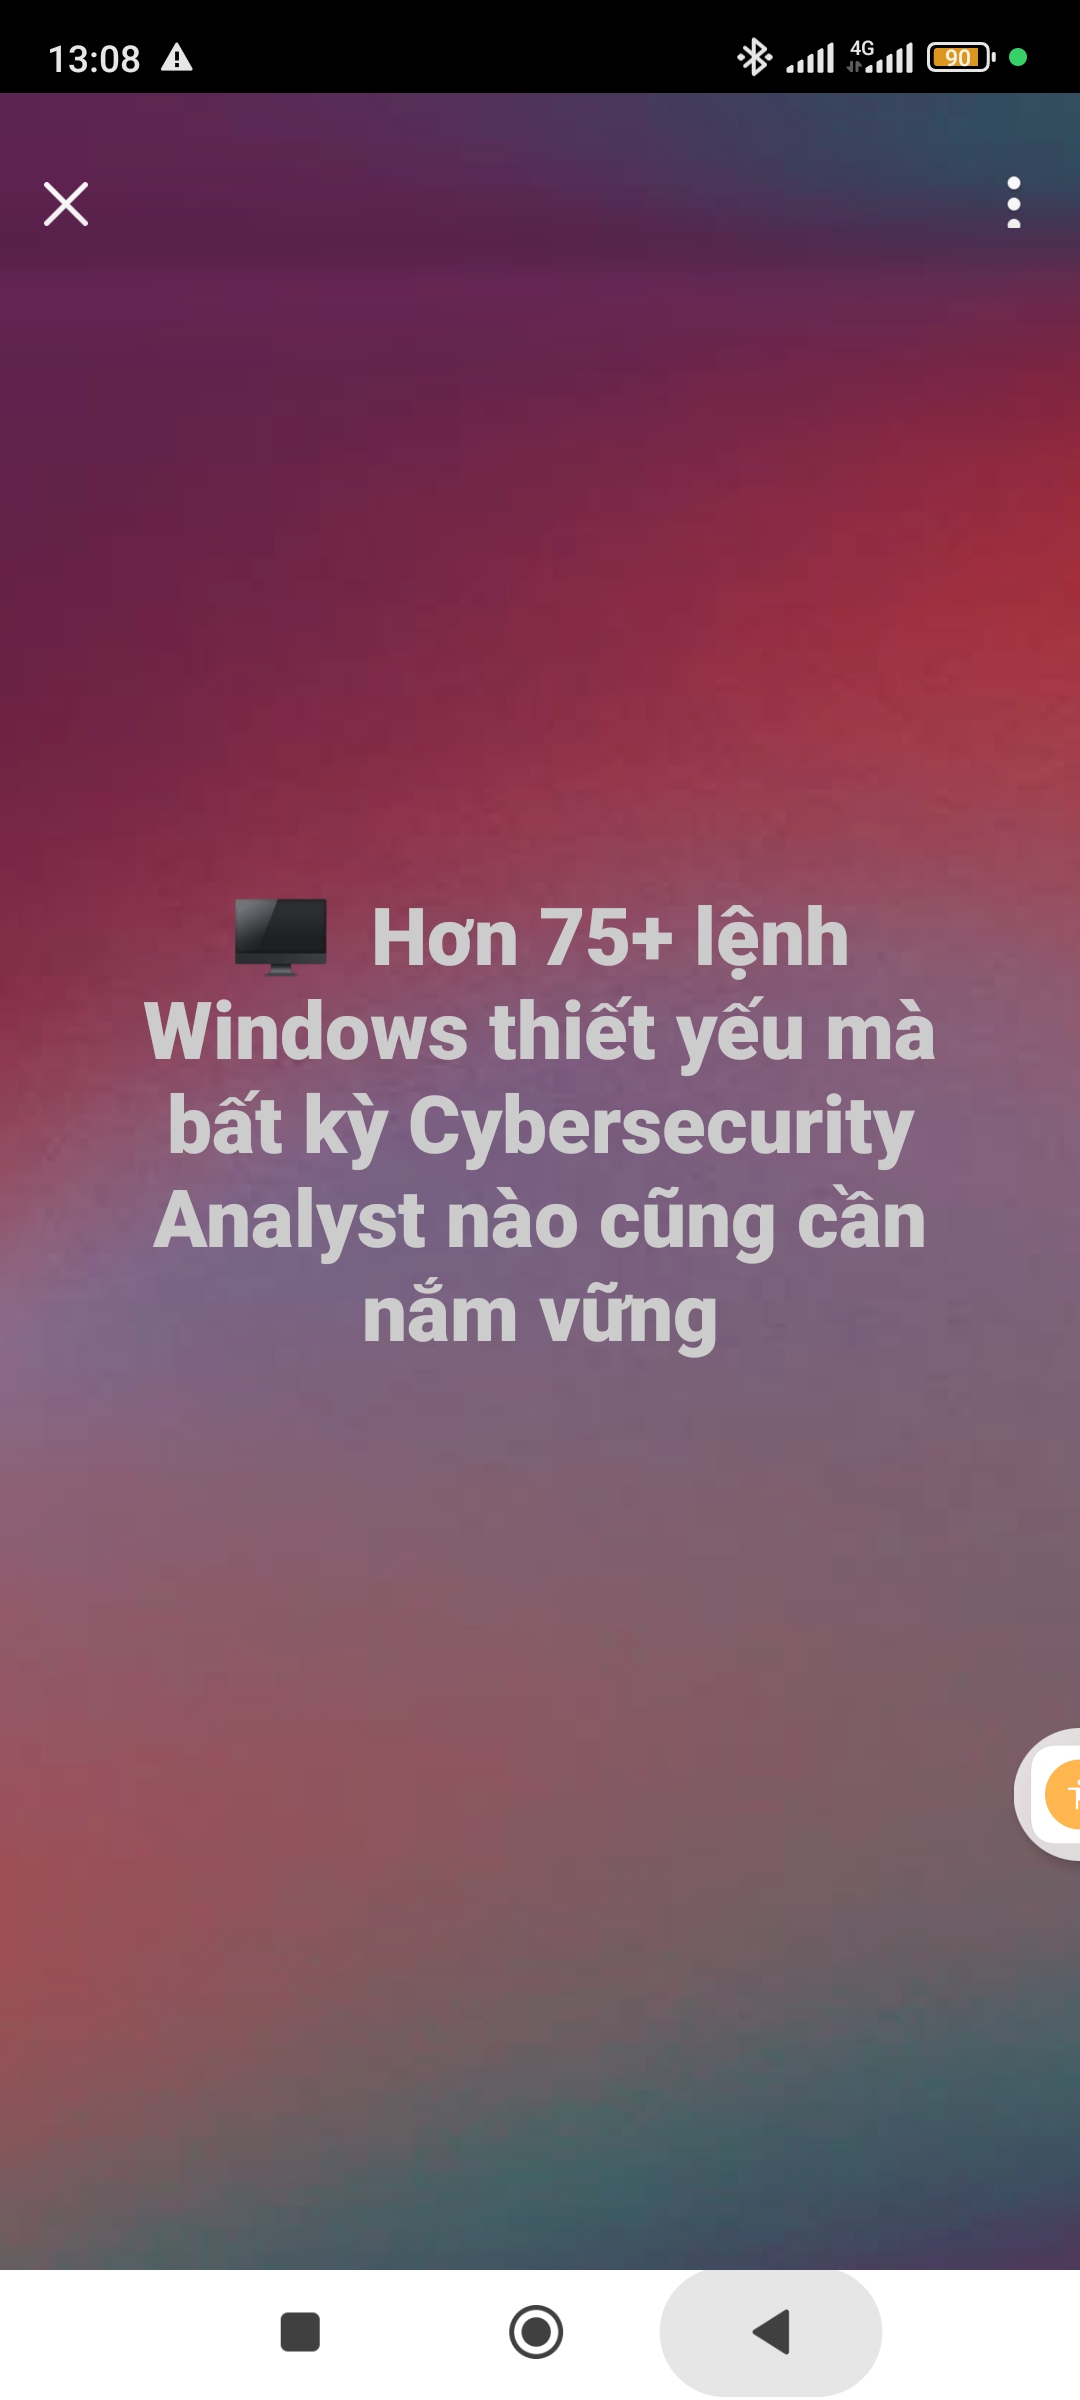 13:08
4G
90
Hơn 75+ lệnh
Windows thiết yếu mà
bất kỳ Cybersecurity
Analyst nào cũng cần
nắm vững